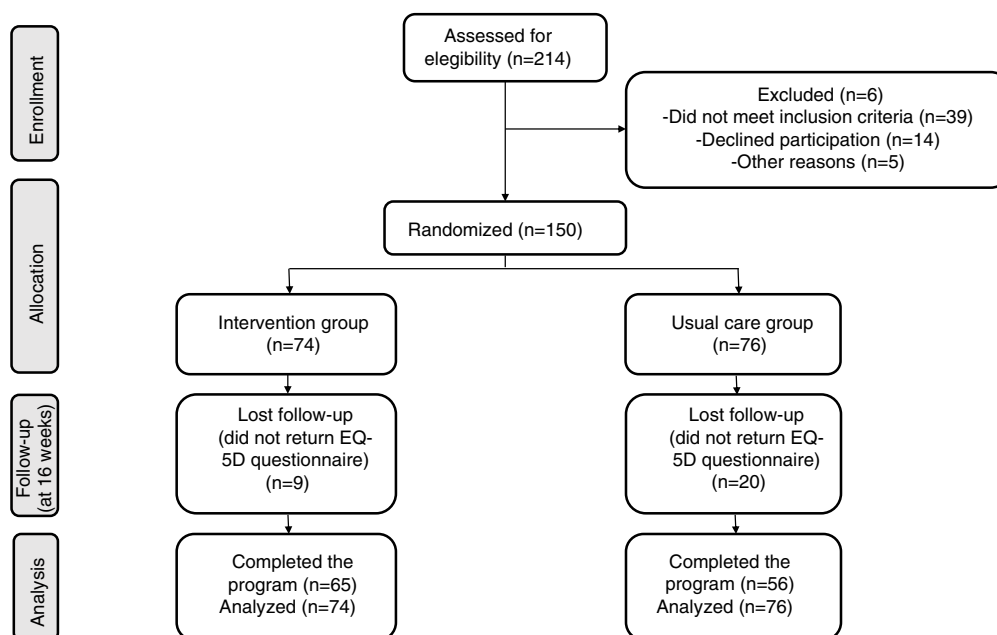 Enrollment
Assessed for
elegibility (n=214)
Excluded (n=6)
-Did not meet inclusion criteria (n=39)
-Declined participation (n=14)
-Other reasons (n=5)
Allocation
Randomized (n=150)
Intervention group
(n=74)
Usual care group
(n=76)
Follow-up
(at 16 weeks)
Lost follow-up
(did not return EQ-
5D questionnaire)
(n=9)
Lost follow-up
(did not return EQ-
5D questionnaire)
(n=20)
Analysis
Completed the
program (n=65)
Analyzed (n=74)
Completed the
program (n=56)
Analyzed (n=76)